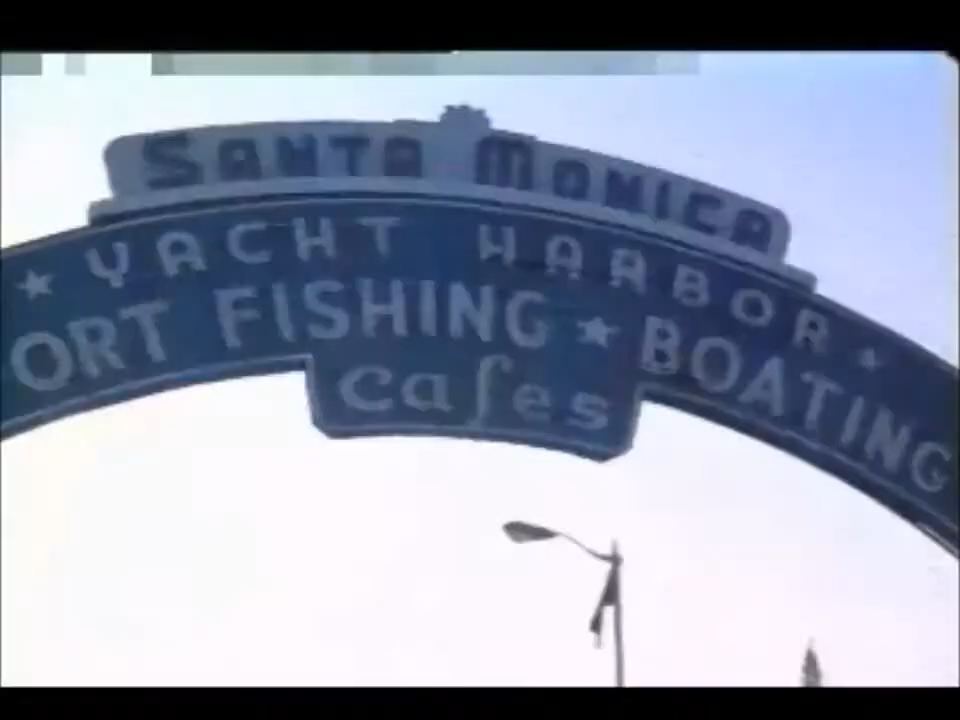 SANTA MONICA
★ YACHT HARBOR ★
ORT FISHING ★ BOATING
Cafes